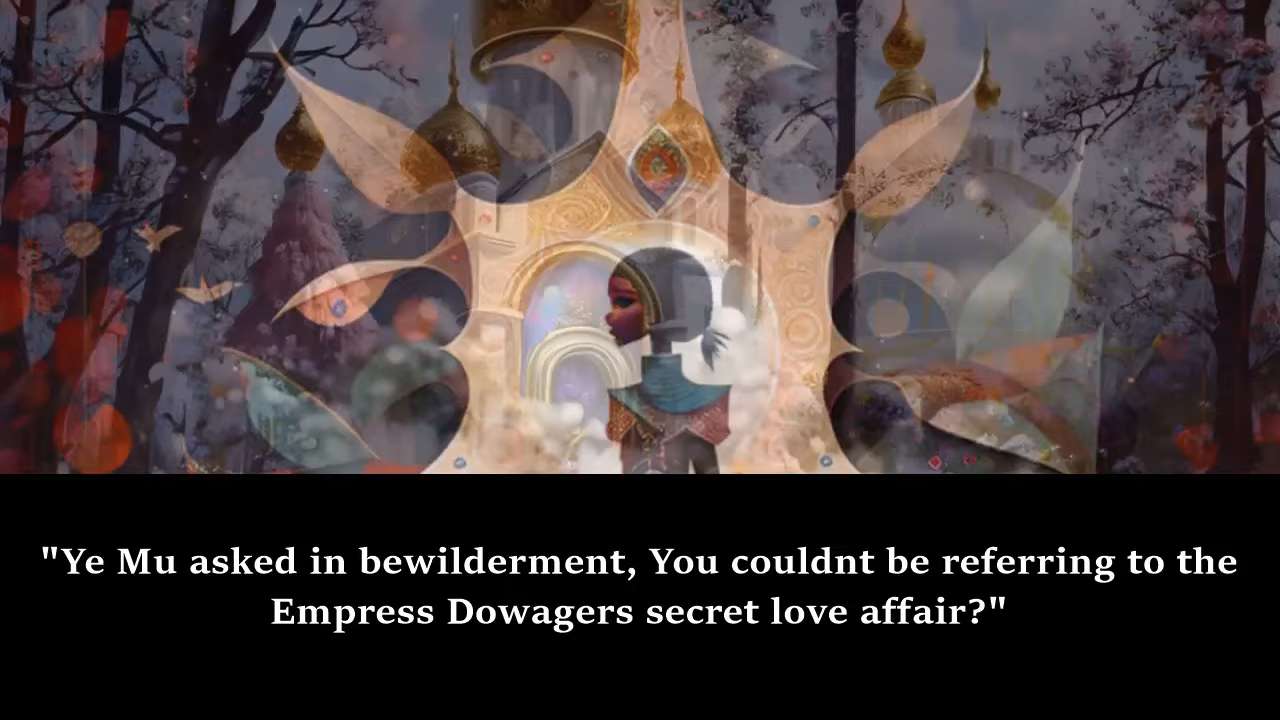 "Ye Mu asked in bewilderment, You couldnt be referring to the
Empress Dowagers secret love affair?"